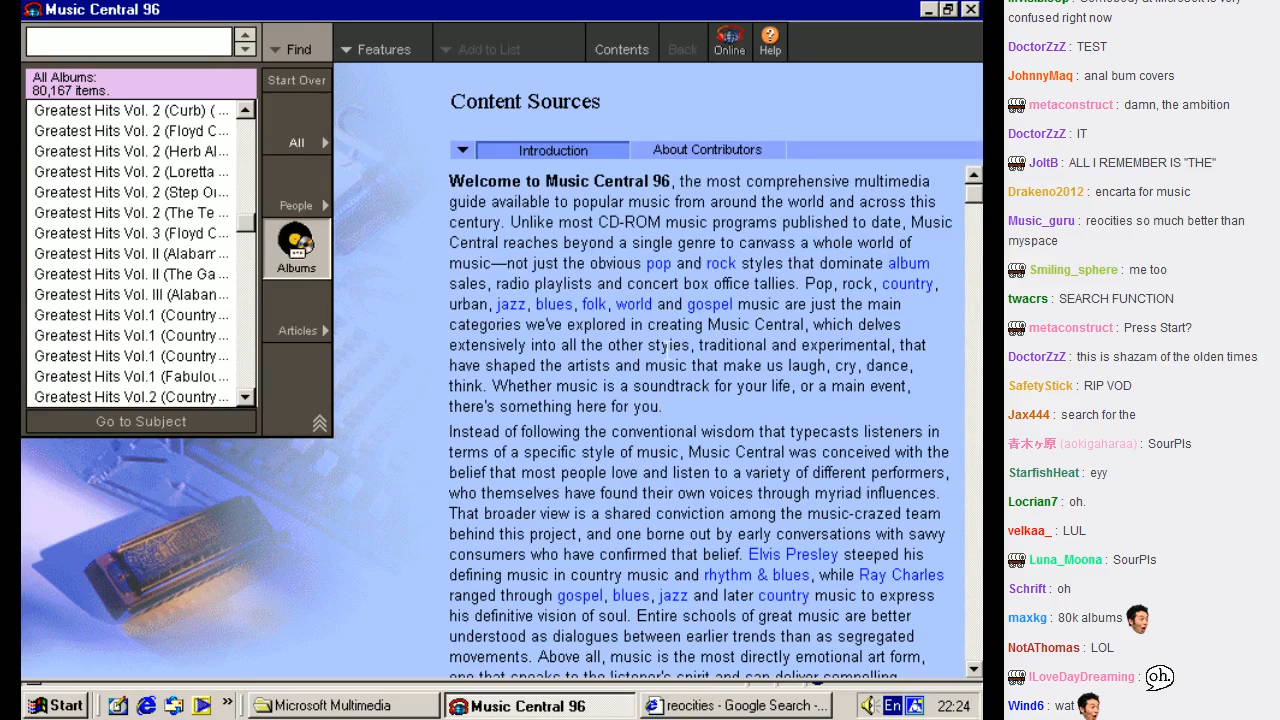 Music Central 96
Find
Features
Add to List
Contents
Back
Online
Help
All Albums:
80,167 items.
Start Over
All
People
Albums
Articles
Greatest Hits Vol. 2 (Curb) ( ...
Greatest Hits Vol. 2 (Floyd C...
Greatest Hits Vol. 2 (Herb Al...
Greatest Hits Vol. 2 (Loretta ...
Greatest Hits Vol. 2 (Step Or...
Greatest Hits Vol. 2 (The Te ...
Greatest Hits Vol. 3 (Floyd C...
Greatest Hits Vol. II (Alabam...
Greatest Hits Vol. II (The Ga ...
Greatest Hits Vol. III (Alaban...
Greatest Hits Vol.1 (Country ...
Greatest Hits Vol.1 (Country ...
Greatest Hits Vol.1 (Country ...
Greatest Hits Vol.1 (Fabulou...
Greatest Hits Vol.2 (Country...
Go to Subject
Content Sources
Introduction
About Contributors
Welcome to Music Central 96, the most comprehensive multimedia
guide available to popular music from around the world and across this
century. Unlike most CD-ROM music programs published to date, Music
Central reaches beyond a single genre to canvass a whole world of
music—not just the obvious pop and rock styles that dominate album
sales, radio playlists and concert box office tallies. Pop, rock, country,
urban, jazz, blues, folk, world and gospel music are just the main
categories we've explored in creating Music Central, which delves
extensively into all the other styles, traditional and experimental, that
have shaped the artists and music that make us laugh, cry, dance,
think. Whether music is a soundtrack for your life, or a main event,
there's something here for you.
Instead of following the conventional wisdom that typecasts listeners in
terms of a specific style of music, Music Central was conceived with the
belief that most people love and listen to a variety of different performers,
who themselves have found their own voices through myriad influences.
That broader view is a shared conviction among the music-crazed team
behind this project, and one borne out by early conversations with savvy
consumers who have confirmed that belief. Elvis Presley steeped his
defining music in country music and rhythm & blues, while Ray Charles
ranged through gospel, blues, jazz and later country music to express
his definitive vision of soul. Entire schools of great music are better
understood as dialogues between earlier trends than as segregated
movements. Above all, music is the most directly emotional art form,
one that speaks to the listener's spirit and can deliver compelling
Start
Microsoft Multimedia
Music Central 96
reocities - Google Search -...
En
22:24
confused right now
DoctorZzZ : TEST
JohnnyMaq : anal bum covers
metaconstruct : damn, the ambition
DoctorZzZ : IT
JoltB : ALL I REMEMBER IS "THE"
Drakeno2012 : encarta for music
Music_guru : reocities so much better than
myspace
Smiling_sphere : me too
twacrs : SEARCH FUNCTION
metaconstruct : Press Start?
DoctorZzZ : this is shazam of the olden times
SafetyStick : RIP VOD
Jax444 : search for the
青木ヶ原 (aokigaharaa) : SourPls
StarfishHeat : eyy
Locrian7 : oh.
velkaa_ : LUL
Luna_Moona : SourPls
Schrift : oh
maxkg : 80k albums
NotAThomas : LOL
ILoveDayDreaming : oh.
Wind6 : wat